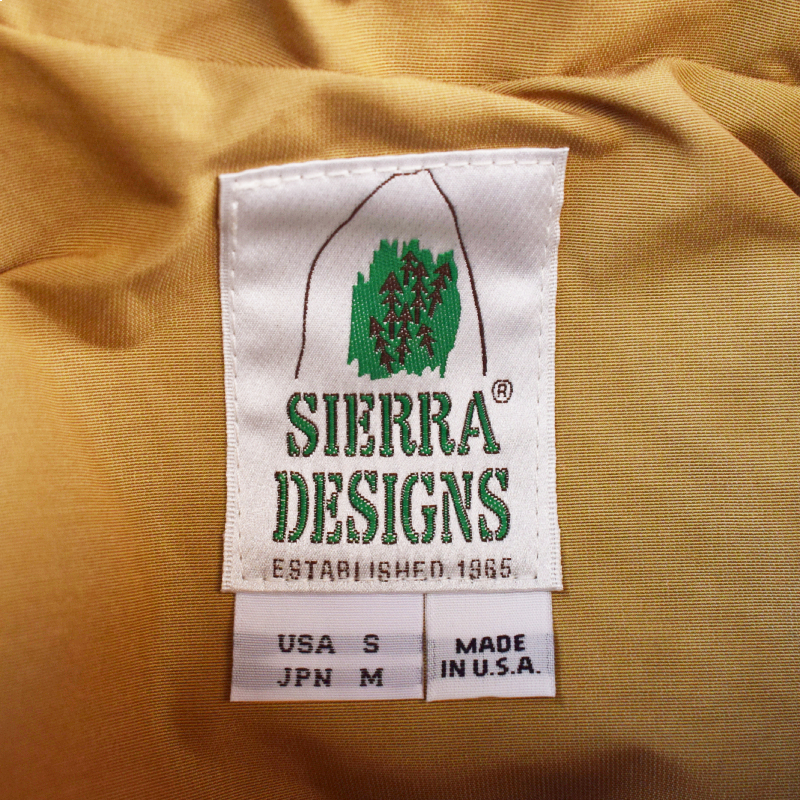 SIERRA®
DESIGNS
ESTABLISHED.1965.
USA S
JPN M
MADE
IN U.S.A.